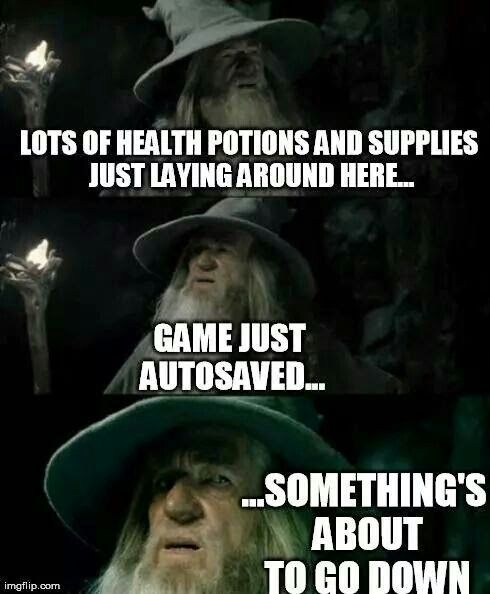 LOTS OF HEALTH POTIONS AND SUPPLIES
JUST LAYING AROUND HERE...
GAME JUST
AUTOSAVED...
...SOMETHING'S
ABOUT
TO GO DOWN
imgflip.com